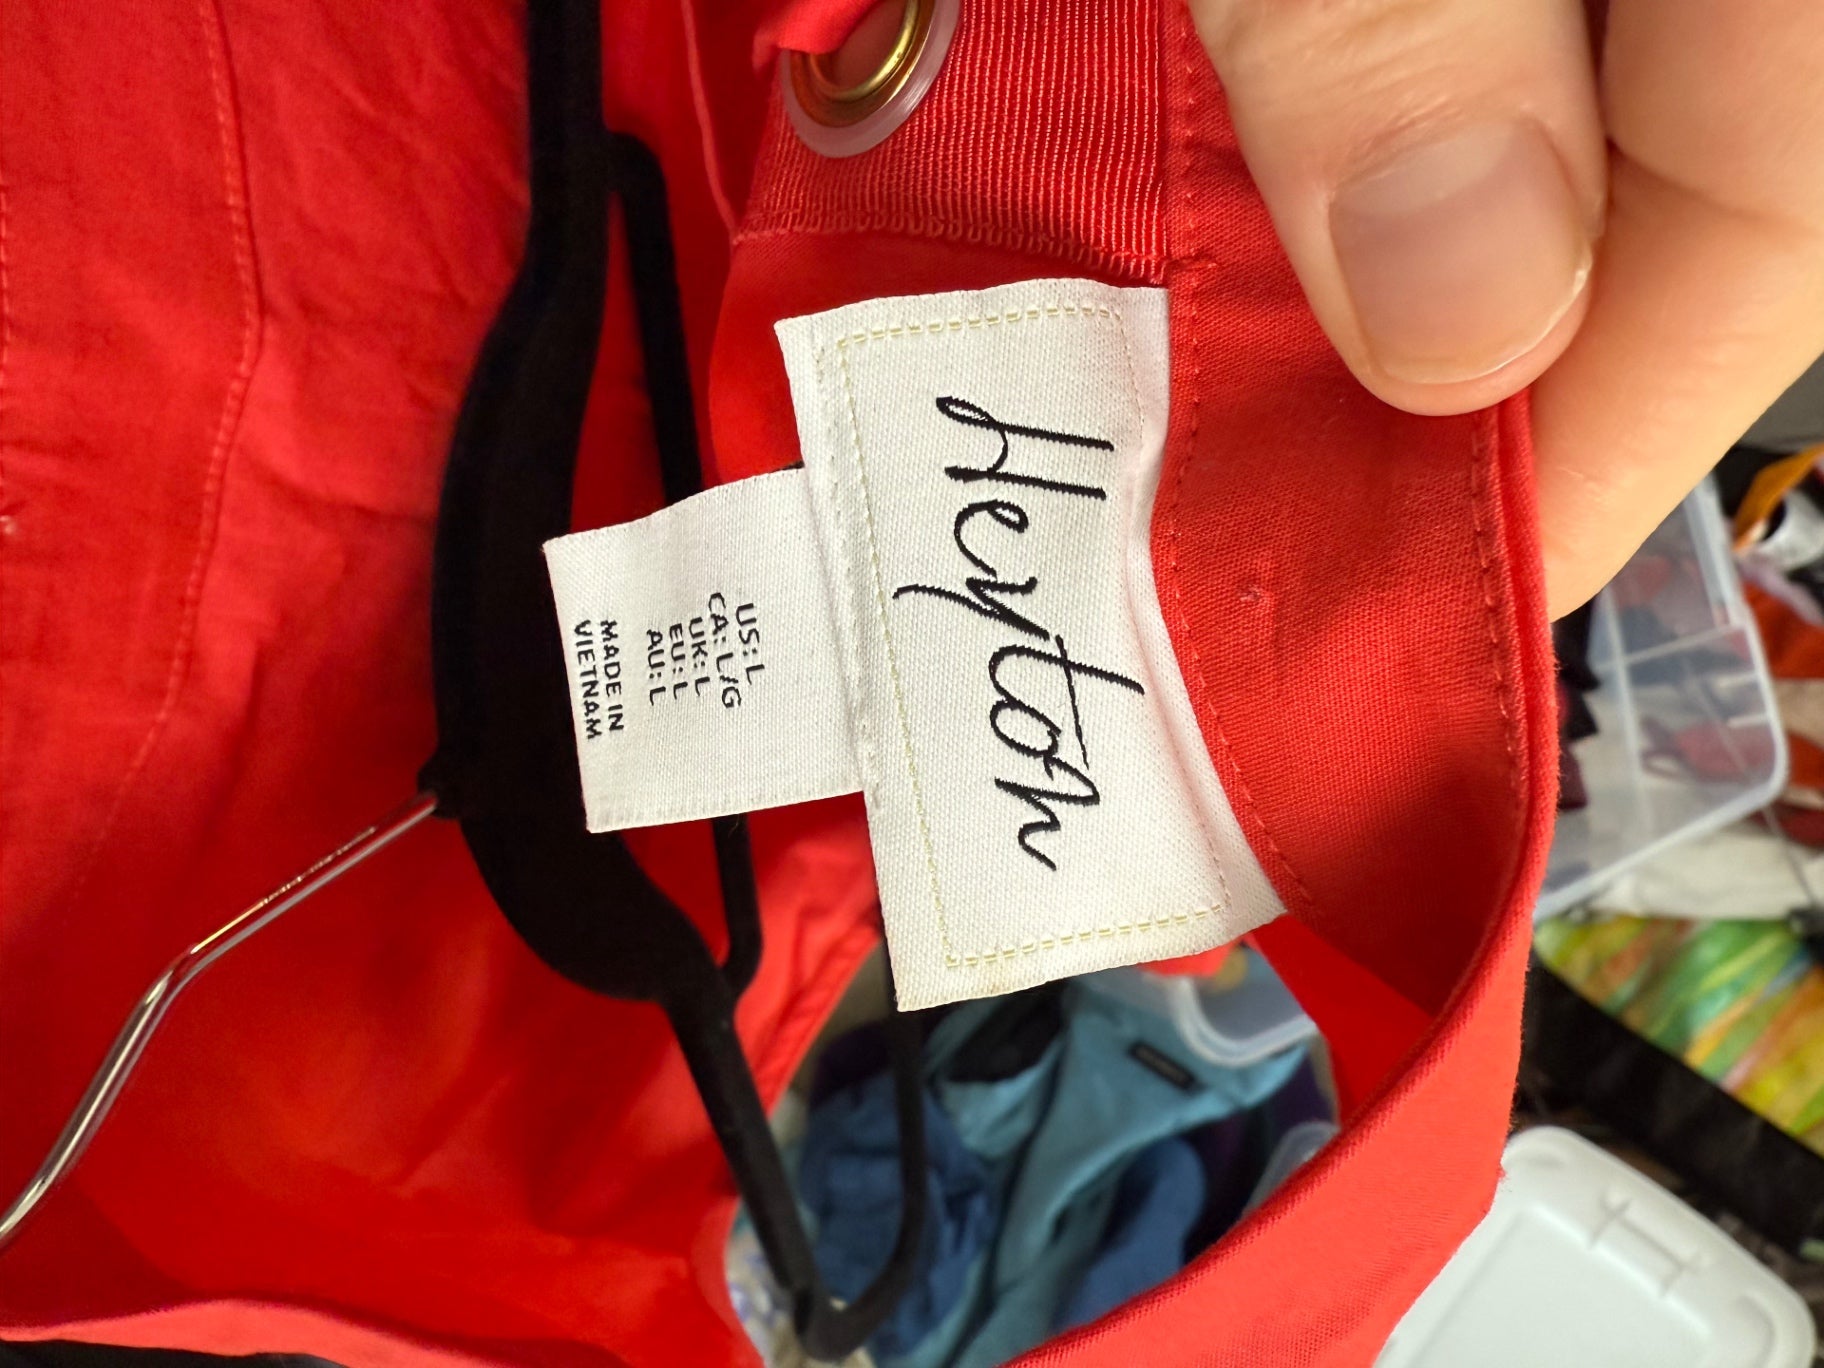 Heyton
US: L
CA: L/G
UK: L
EU: L
AU: L
MADE IN
VIETNAM